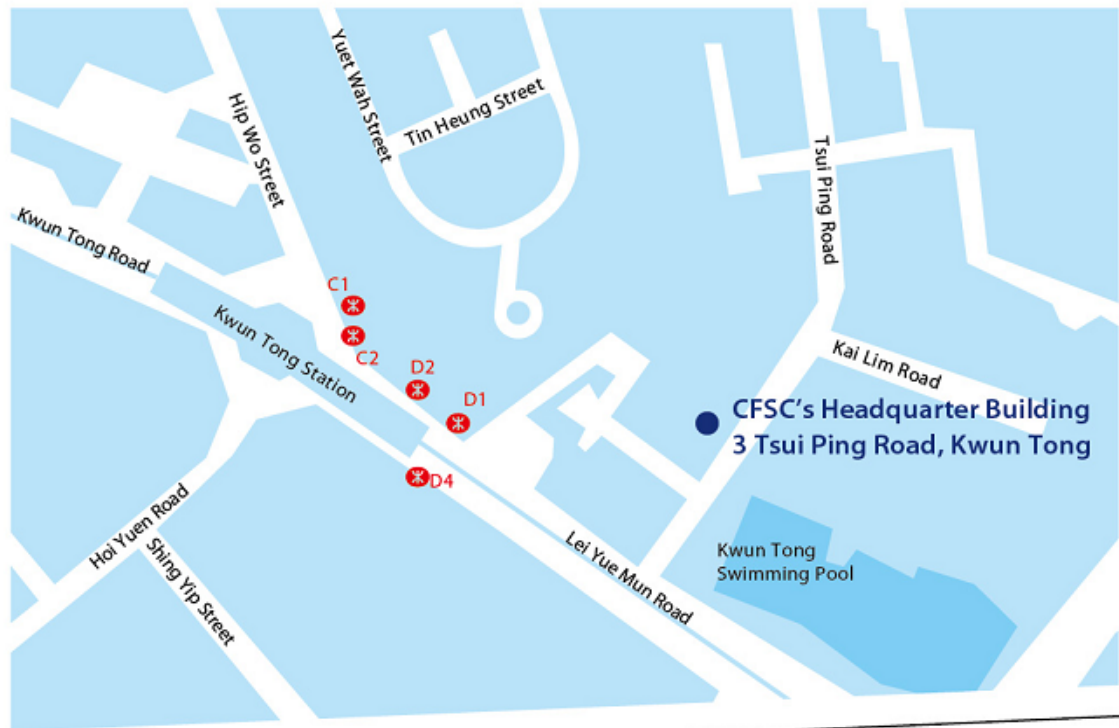 Yuet Wah Street
Tin Heung Street
Hip Wo Street
Tsui Ping Road
Kwun Tong Road
C1
Kwun Tong Station
C2
D2
D1
Kai Lim Road
CFSC's Headquarter Building
3 Tsui Ping Road, Kwun Tong
D4
Hoi Yuen Road
Shing Yip Street
Lei Yue Mun Road
Kwun Tong
Swimming Pool